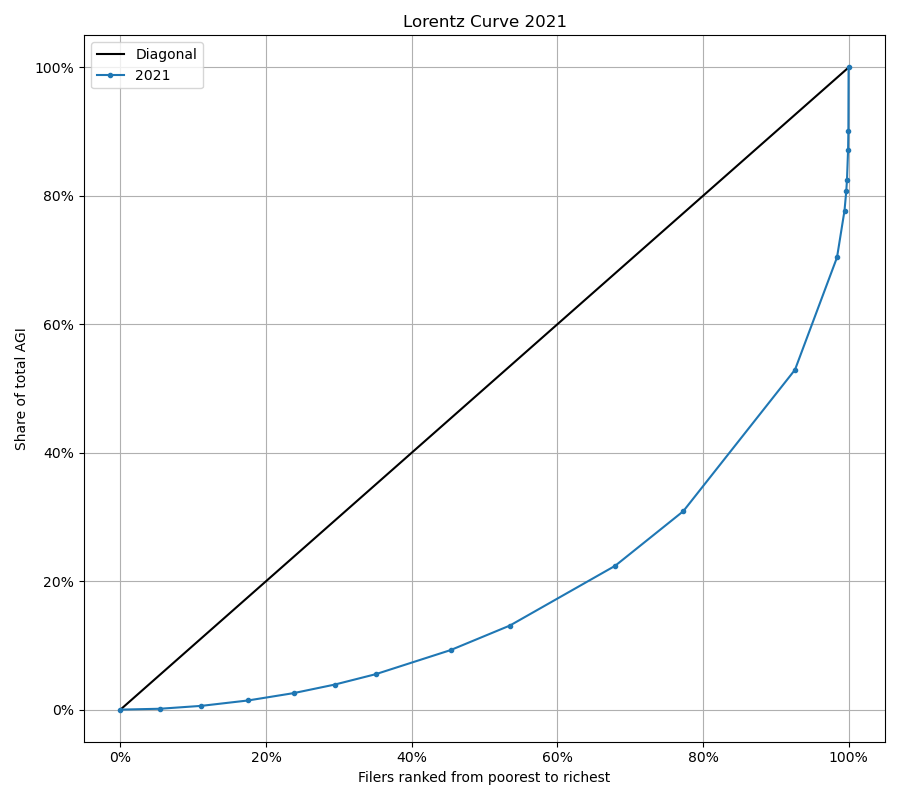 Lorentz Curve 2021
Diagonal
2021
100%
80%
60%
40%
20%
0%
Share of total AGI
0% 20% 40% 60% 80% 100%
Filers ranked from poorest to richest